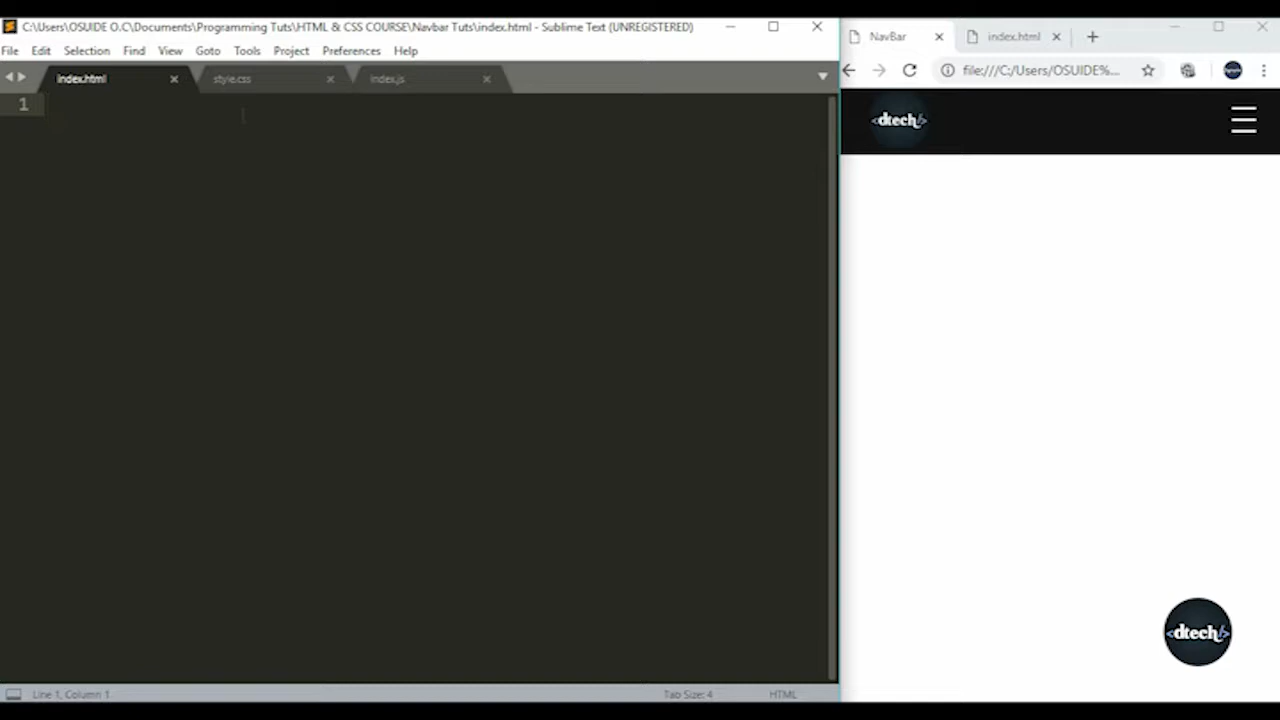 C:\Users\OSUIDE O.C\Documents\Programming Tuts\HTML & CSS COURSE\Navbar Tuts\index.html - Sublime Text (UNREGISTERED)
File Edit Selection Find View Goto Tools Project Preferences Help
index.html style.css index.js
1
Line 1, Column 1 Tab Size: 4 HTML
NavBar index.html
file:///C:/Users/OSUIDE%...
<dtech/>
<dtech/>